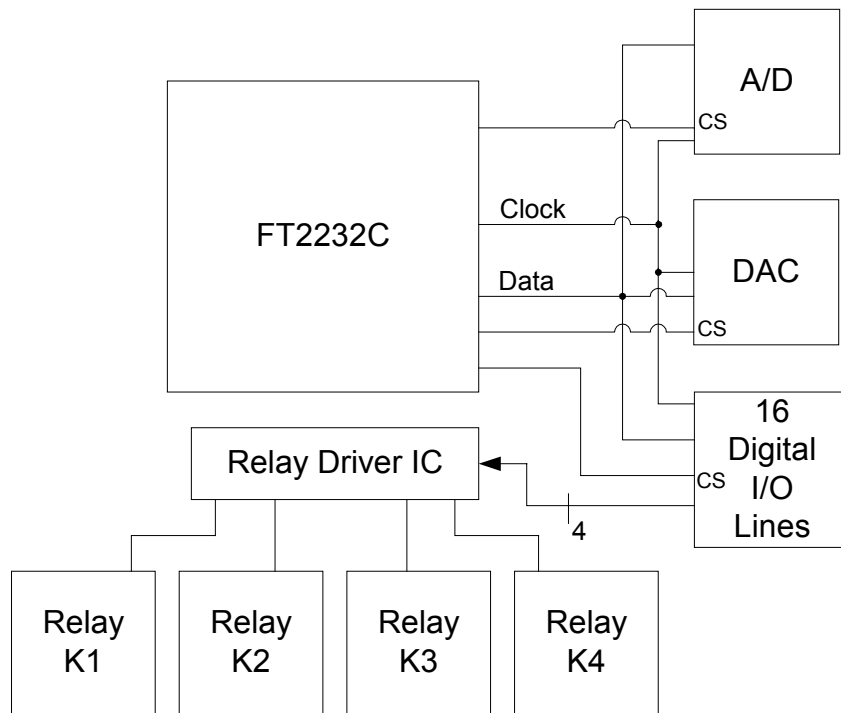 A/D
CS
FT2232C
Clock
Data
DAC
CS
16
Digital
I/O
Lines
CS
Relay Driver IC
4
Relay
K1
Relay
K2
Relay
K3
Relay
K4